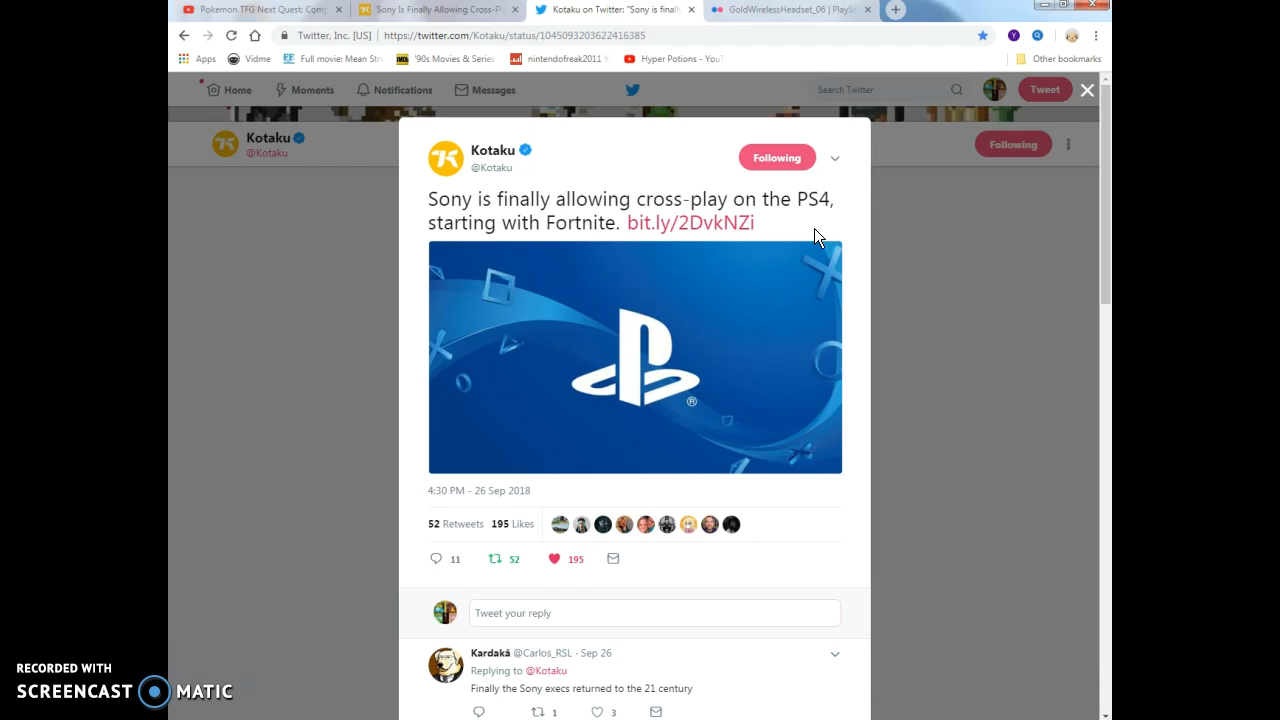 Pokemon TFG Next Quest: Comp
Sony Is Finally Allowing Cross-Pl
Kotaku on Twitter: "Sony is finall
GoldWirelessHeadset_06 | PlaySt
Twitter, Inc. [US] | https://twitter.com/Kotaku/status/1045093203622416385
Apps
Vidme
Full movie: Mean Str
'90s Movies & Series
nintendofreak2011 Y
Hyper Potions - YouT
Other bookmarks
Home
Moments
Notifications
Messages
Search Twitter
Tweet
Kotaku
@Kotaku
Following
Kotaku
@Kotaku
Following
Sony is finally allowing cross-play on the PS4,
starting with Fortnite. bit.ly/2DvkNZi
®
4:30 PM - 26 Sep 2018
52 Retweets 195 Likes
11 52 195
Tweet your reply
Kardaká @Carlos_RSL · Sep 26
Replying to @Kotaku
Finally the Sony execs returned to the 21 century
1 3
RECORDED WITH
SCREENCAST MATIC